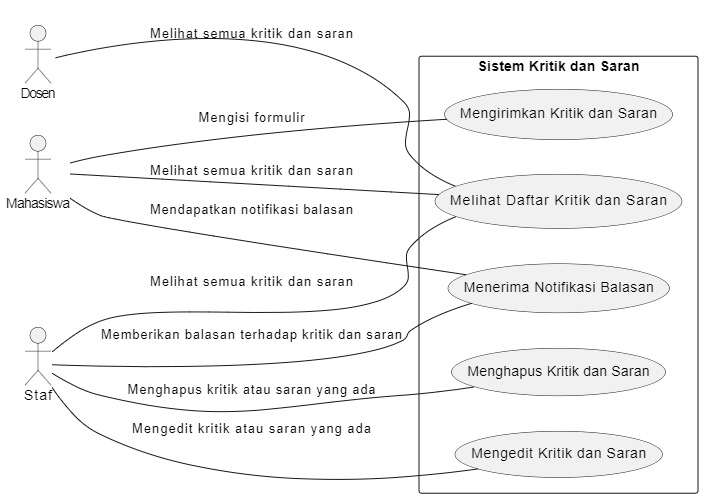 Melihat semua kritik dan saran
Dosen
Sistem Kritik dan Saran
Mengisi formulir
Mengirimkan Kritik dan Saran
Melihat semua kritik dan saran
Mahasiswa
Melihat Daftar Kritik dan Saran
Mendapatkan notifikasi balasan
Melihat semua kritik dan saran
Menerima Notifikasi Balasan
Memberikan balasan terhadap kritik dan saran
Staf
Menghapus kritik atau saran yang ada
Menghapus Kritik dan Saran
Mengedit kritik atau saran yang ada
Mengedit Kritik dan Saran